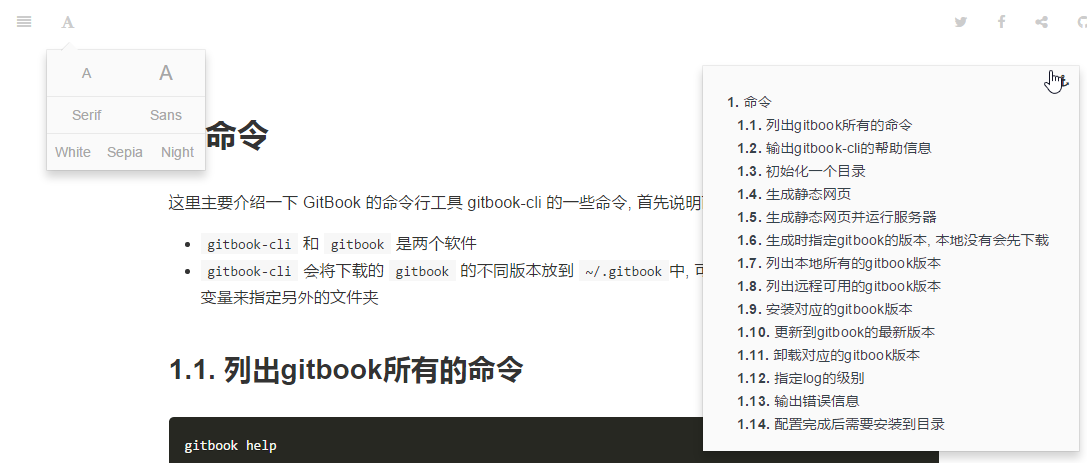 A
A A
Serif Sans
White Sepia Night
命令
这里主要介绍一下 GitBook 的命令行工具 gitbook-cli 的一些命令, 首先说明
gitbook-cli 和 gitbook 是两个软件
gitbook-cli 会将下载的 gitbook 的不同版本放到 ~/.gitbook中, 可
变量来指定另外的文件夹
1.1. 列出gitbook所有的命令
gitbook help
1. 命令
1.1. 列出gitbook所有的命令
1.2. 输出gitbook-cli的帮助信息
1.3. 初始化一个目录
1.4. 生成静态网页
1.5. 生成静态网页并运行服务器
1.6. 生成时指定gitbook的版本, 本地没有会先下载
1.7. 列出本地所有的gitbook版本
1.8. 列出远程可用的gitbook版本
1.9. 安装对应的gitbook版本
1.10. 更新到gitbook的最新版本
1.11. 卸载对应的gitbook版本
1.12. 指定log的级别
1.13. 输出错误信息
1.14. 配置完成后需要安装到目录